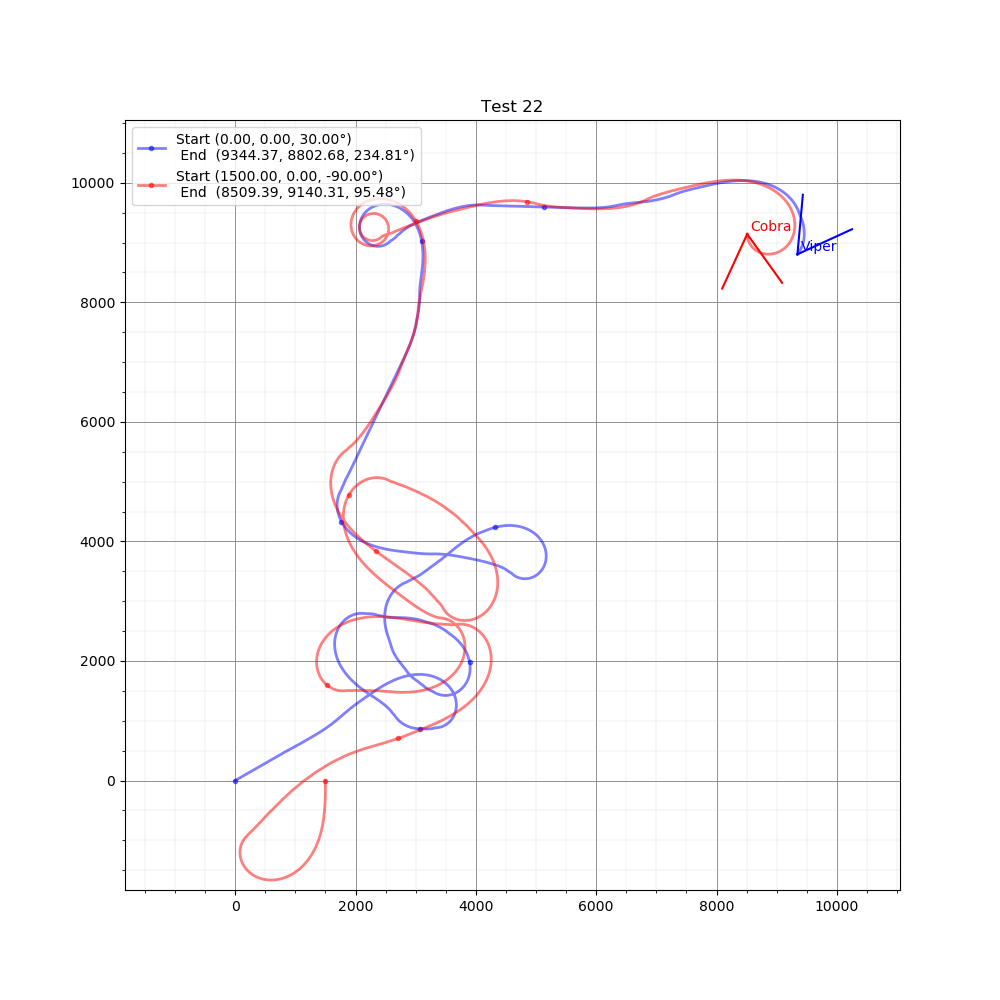 Test 22
Start (0.00, 0.00, 30.00°)
End  (9344.37, 8802.68, 234.81°)
Start (1500.00, 0.00, -90.00°)
End  (8509.39, 9140.31, 95.48°)
Cobra
Viper
10000
8000
6000
4000
2000
0
0 2000 4000 6000 8000 10000